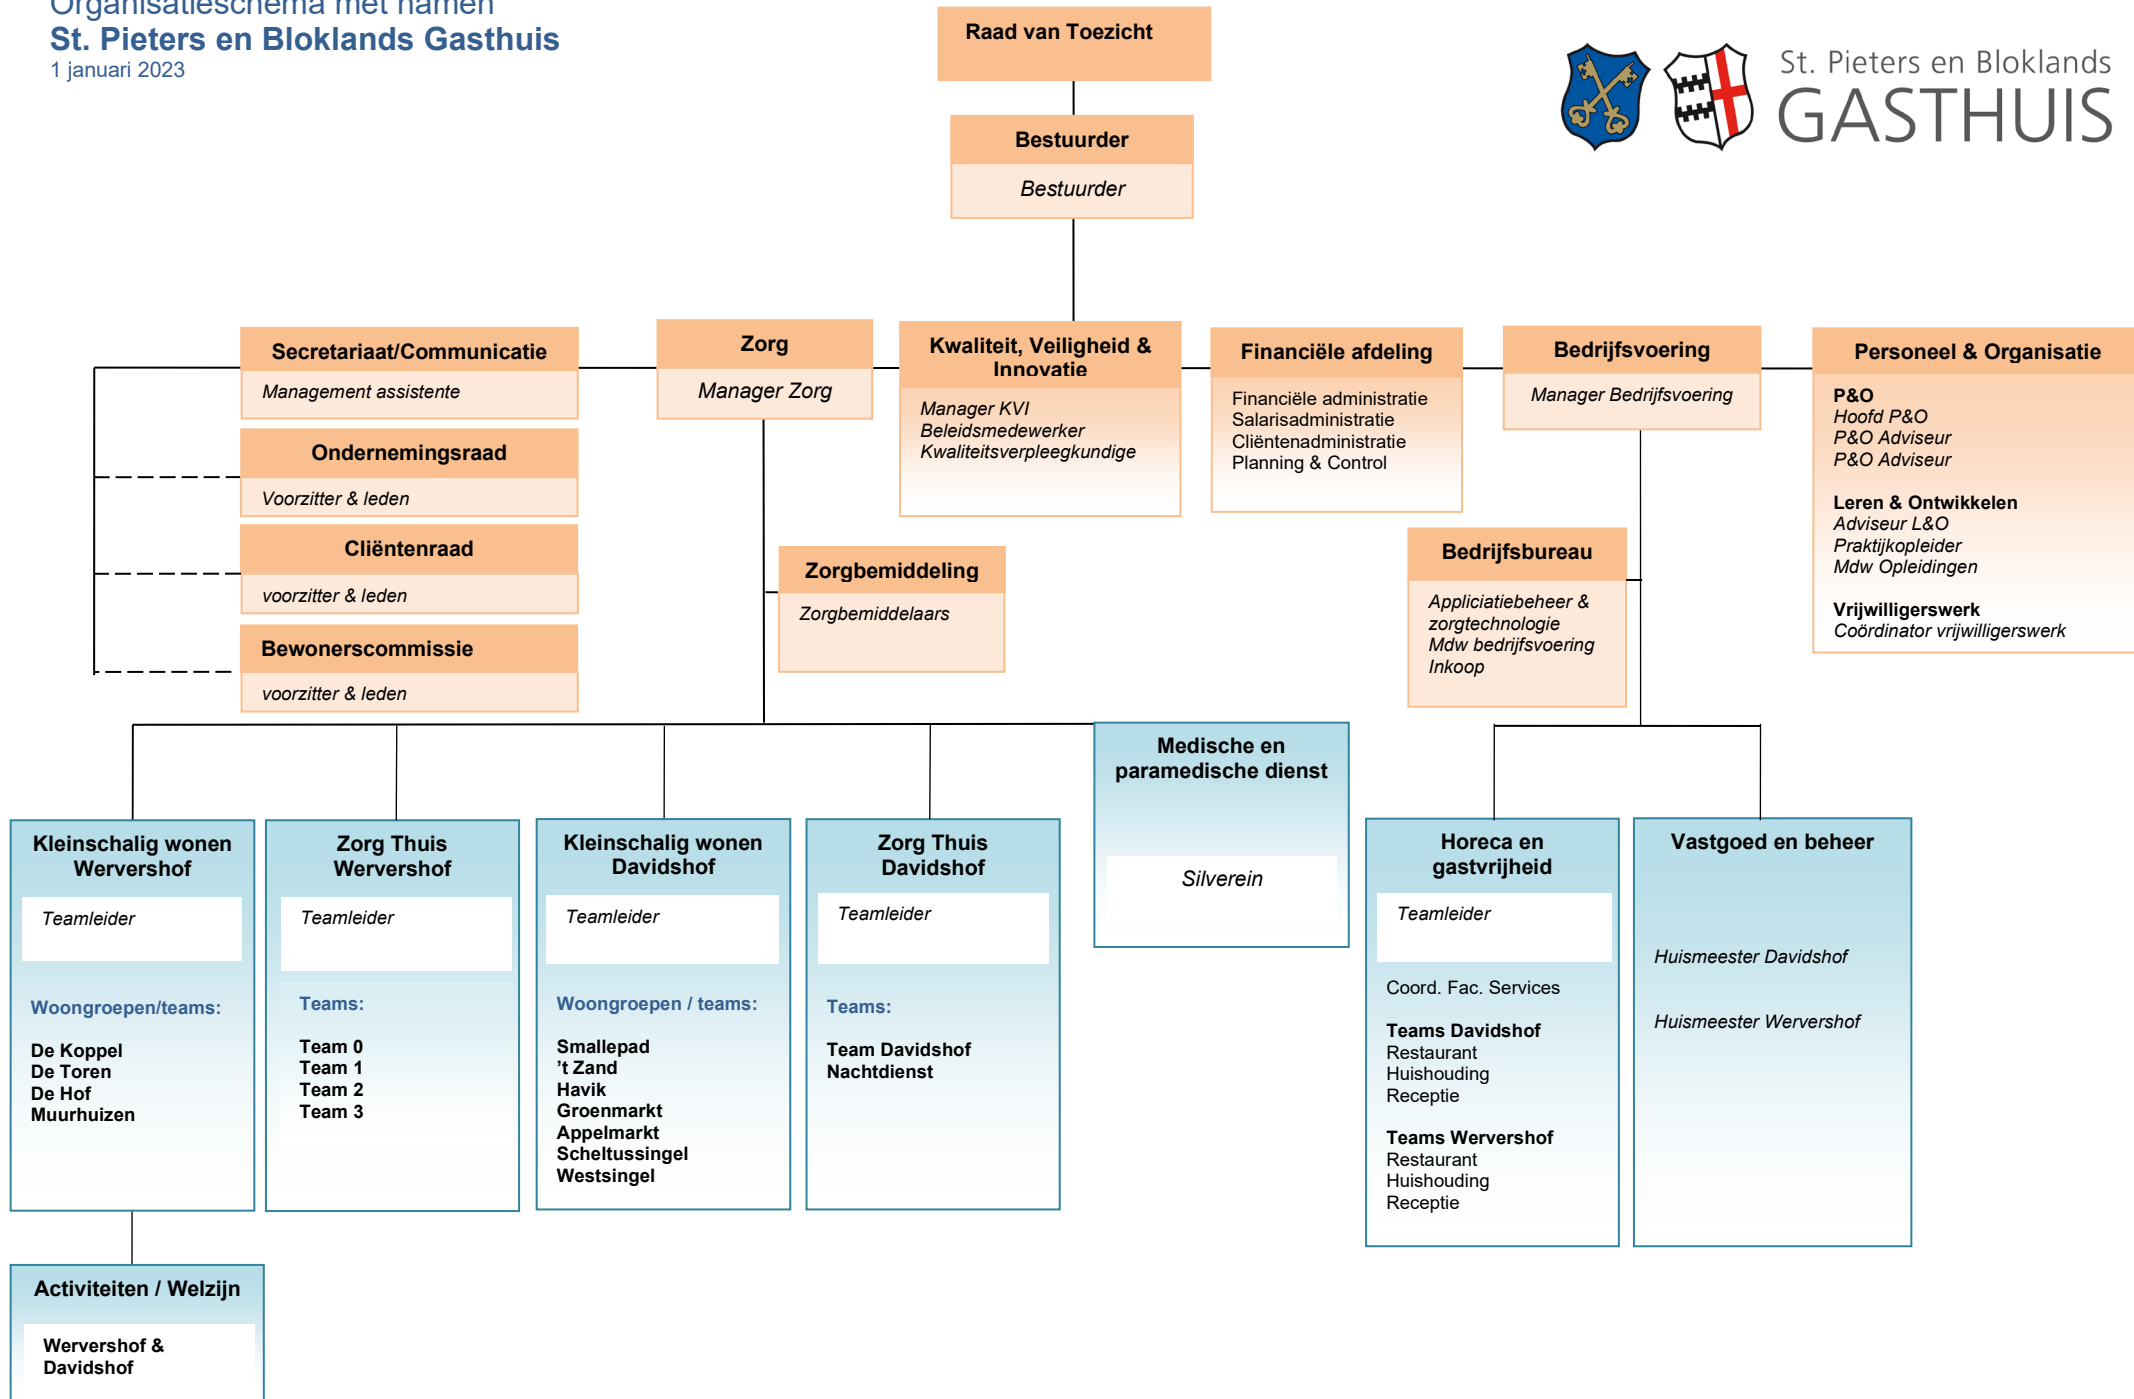 Organisatieschema met namen
St. Pieters en Bloklands Gasthuis
1 januari 2023
St. Pieters en Bloklands
GASTHUIS
Raad van Toezicht
Bestuurder
Bestuurder
Secretariaat/Communicatie
Management assistente
Ondernemingsraad
Voorzitter & leden
Cliëntenraad
voorzitter & leden
Bewonerscommissie
voorzitter & leden
Zorg
Manager Zorg
Kwaliteit, Veiligheid &
Innovatie
Manager KVI
Beleidsmedewerker
Kwaliteitsverpleegkundige
Financiële afdeling
Financiële administratie
Salarisadministratie
Cliëntenadministratie
Planning & Control
Bedrijfsvoering
Manager Bedrijfsvoering
Personeel & Organisatie
P&O
Hoofd P&O
P&O Adviseur
P&O Adviseur
Leren & Ontwikkelen
Adviseur L&O
Praktijkopleider
Mdw Opleidingen
Vrijwilligerswerk
Coördinator vrijwilligerswerk
Zorgbemiddeling
Zorgbemiddelaars
Bedrijfsbureau
Appliciatiebeheer &
zorgtechnologie
Mdw bedrijfsvoering
Inkoop
Kleinschalig wonen
Wervershof
Teamleider
Woongroepen/teams:
De Koppel
De Toren
De Hof
Muurhuizen
Zorg Thuis
Wervershof
Teamleider
Teams:
Team 0
Team 1
Team 2
Team 3
Kleinschalig wonen
Davidshof
Teamleider
Woongroepen / teams:
Smallepad
’t Zand
Havik
Groenmarkt
Appelmarkt
Scheltussingel
Westsingel
Zorg Thuis
Davidshof
Teamleider
Teams:
Team Davidshof
Nachtdienst
Medische en
paramedische dienst
Silverein
Horeca en
gastvrijheid
Teamleider
Coord. Fac. Services
Teams Davidshof
Restaurant
Huishouding
Receptie
Teams Wervershof
Restaurant
Huishouding
Receptie
Vastgoed en beheer
Huismeester Davidshof
Huismeester Wervershof
Activiteiten / Welzijn
Wervershof &
Davidshof